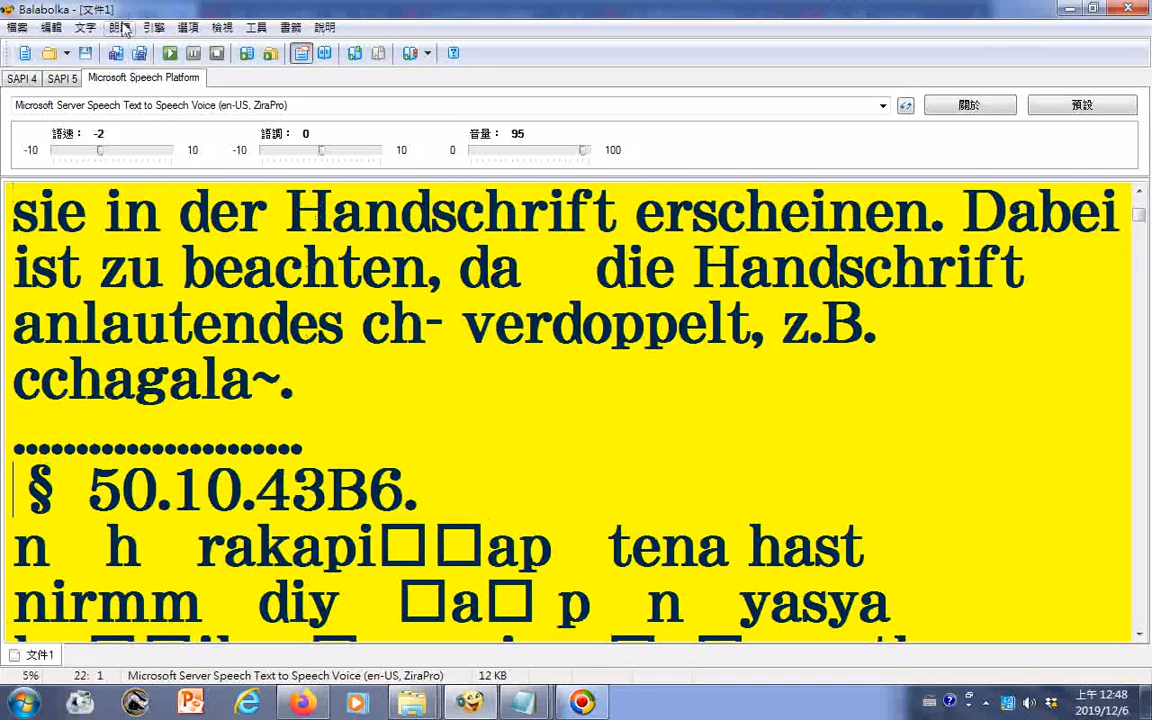 Balabolka - [文件1]
檔案 編輯 文字 朗讀 引擎 選項 檢視 工具 書籤 說明
SAPI 4 SAPI 5 Microsoft Speech Platform
Microsoft Server Speech Text to Speech Voice (en-US, ZiraPro) 關於 預設
語速： -2 語調： 0 音量： 95
-10 10 -10 10 0 100
sie in der Handschrift erscheinen. Dabei
ist zu beachten, da die Handschrift
anlautendes ch- verdoppelt, z.B.
cchagala~.
.......................
§ 50.10.43B6.
n h rakapi□□ap tena hast
nirmm diy □a□ p n yasya
文件1
5% 22: 1 Microsoft Server Speech Text to Speech Voice (en-US, ZiraPro) 12 KB
上午 12:48
2019/12/6